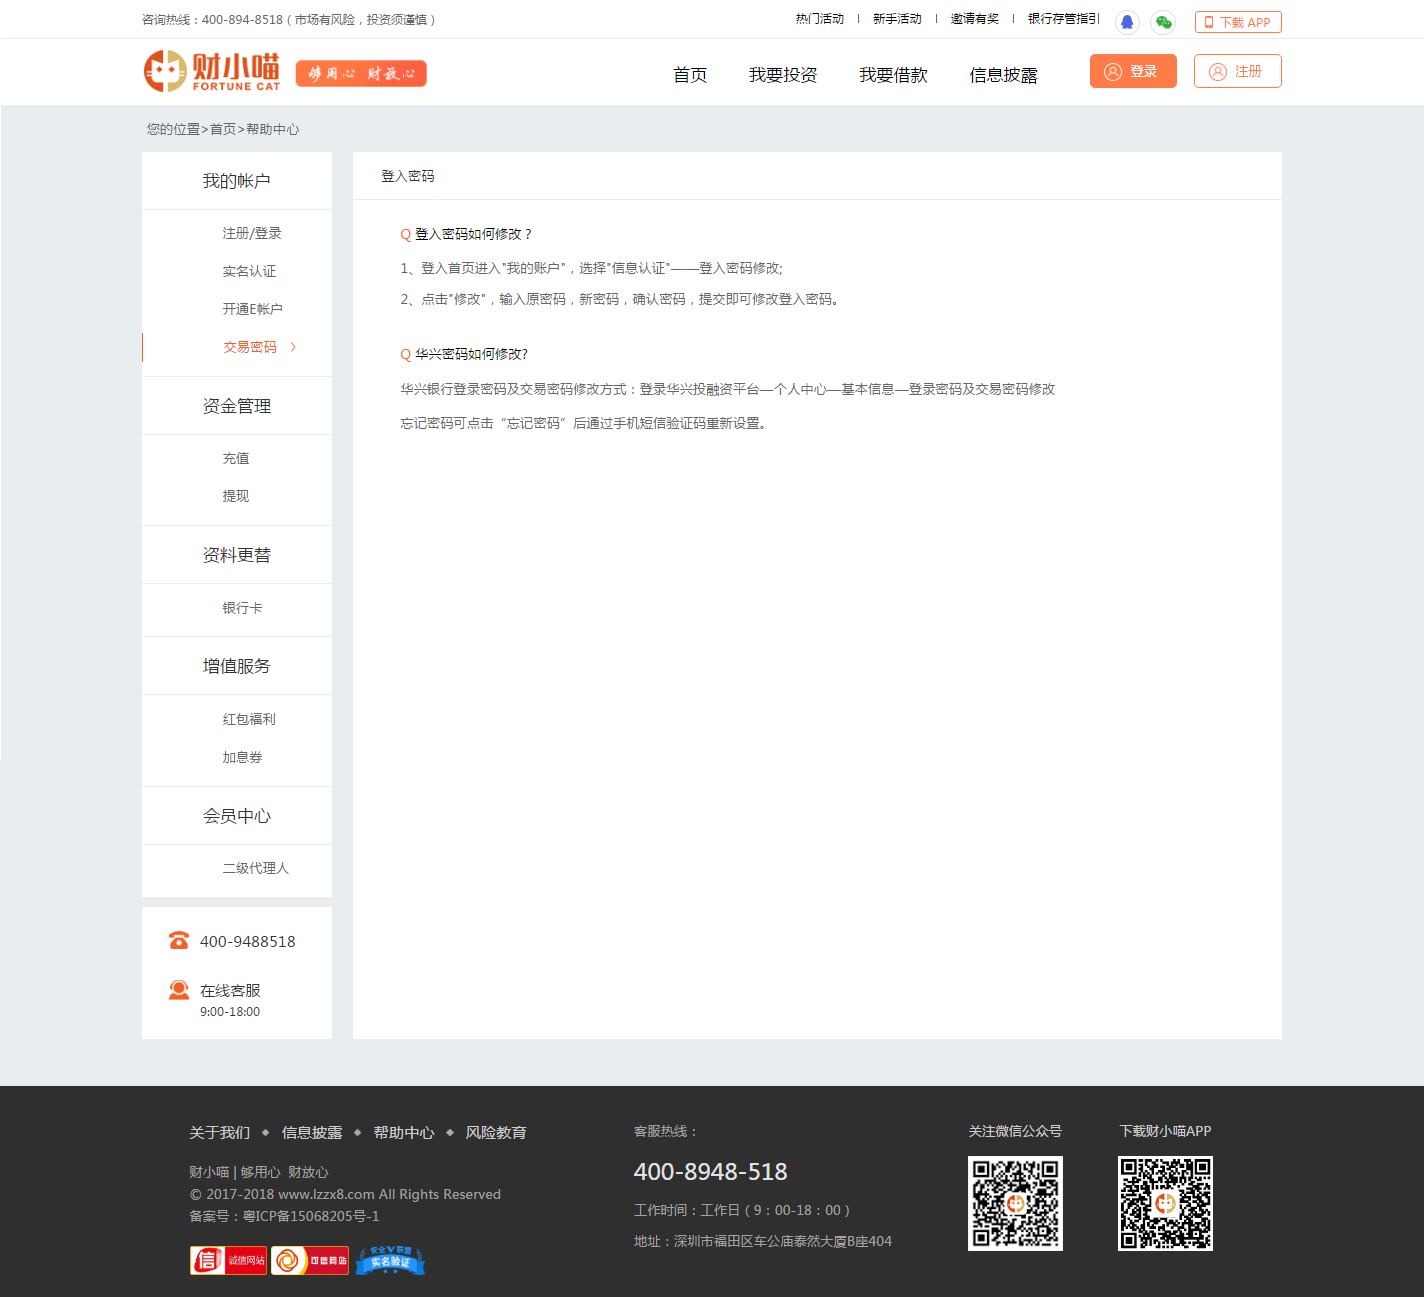 咨询热线：400-894-8518（市场有风险，投资须谨慎）
热门活动 | 新手活动 | 邀请有奖 | 银行存管指引
下载 APP
财小喵
FORTUNE CAT
够用心 财放心
首页 我要投资 我要借款 信息披露
登录
注册
您的位置>首页>帮助中心
我的帐户
注册/登录
实名认证
开通E帐户
交易密码 >
资金管理
充值
提现
资料更替
银行卡
增值服务
红包福利
加息券
会员中心
二级代理人
400-9488518
在线客服
9:00-18:00
登入密码
Q 登入密码如何修改？
1、登入首页进入"我的账户"，选择"信息认证"——登入密码修改;
2、点击"修改"，输入原密码，新密码，确认密码，提交即可修改登入密码。
Q 华兴密码如何修改?
华兴银行登录密码及交易密码修改方式：登录华兴投融资平台—个人中心—基本信息—登录密码及交易密码修改
忘记密码可点击“忘记密码”后通过手机短信验证码重新设置。
关于我们 ◆ 信息披露 ◆ 帮助中心 ◆ 风险教育
财小喵 | 够用心 财放心
© 2017-2018 www.lzzx8.com All Rights Reserved
备案号：粤ICP备15068205号-1
信 诚信网站
可信网站
安全V联盟
实名验证
客服热线：
400-8948-518
工作时间：工作日（9：00-18：00）
地址：深圳市福田区车公庙泰然大厦B座404
关注微信公众号
下载财小喵APP